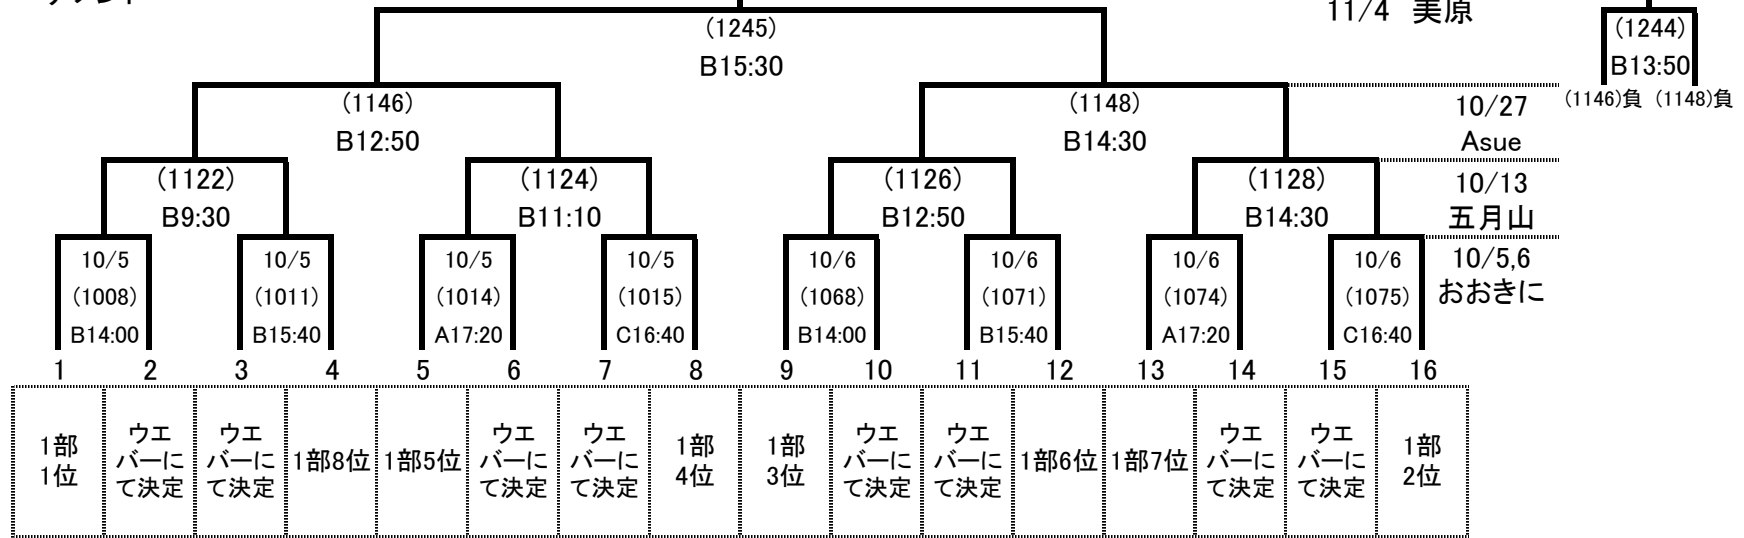 11/4 美原
(1245)
B15:30
(1244)
B13:50
(1146)負 (1148)負
(1146)
B12:50
(1148)
B14:30
10/27
Asue
(1122)
B9:30
(1124)
B11:10
(1126)
B12:50
(1128)
B14:30
10/13
五月山
10/5
(1008)
B14:00
10/5
(1011)
B15:40
10/5
(1014)
A17:20
10/5
(1015)
C16:40
10/6
(1068)
B14:00
10/6
(1071)
B15:40
10/6
(1074)
A17:20
10/6
(1075)
C16:40
10/5,6
おおきに
1 2 3 4 5 6 7 8 9 10 11 12 13 14 15 16
1部
1位
ウエ
バーに
て決定
ウエ
バーに
て決定
1部8位
1部5位
ウエ
バーに
て決定
ウエ
バーに
て決定
1部
4位
1部
3位
ウエ
バーに
て決定
ウエ
バーに
て決定
1部6位
1部7位
ウエ
バーに
て決定
ウエ
バーに
て決定
1部
2位